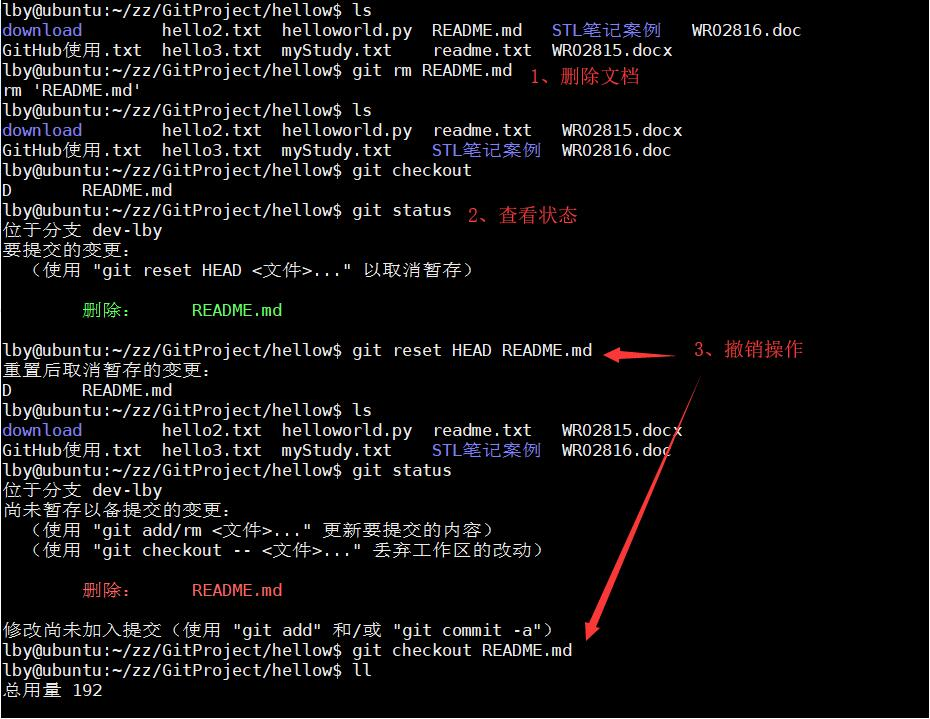 lby@ubuntu:~/zz/GitProject/hellow$ ls
download        hello2.txt  helloworld.py  README.md   STL笔记案例   WRO2816.doc
GitHub使用.txt  hello3.txt  myStudy.txt    readme.txt  WRO2815.docx
lby@ubuntu:~/zz/GitProject/hellow$ git rm README.md  1、删除文档
rm 'README.md'
lby@ubuntu:~/zz/GitProject/hellow$ ls
download        hello2.txt  helloworld.py  readme.txt   WRO2815.docx
GitHub使用.txt  hello3.txt  myStudy.txt    STL笔记案例  WRO2816.doc
lby@ubuntu:~/zz/GitProject/hellow$ git checkout
D       README.md
lby@ubuntu:~/zz/GitProject/hellow$ git status  2、查看状态
位于分支 dev-lby
要提交的变更：
  （使用 "git reset HEAD <文件>..." 以取消暂存）
        删除：      README.md
lby@ubuntu:~/zz/GitProject/hellow$ git reset HEAD README.md  3、撤销操作
重置后取消暂存的变更：
D       README.md
lby@ubuntu:~/zz/GitProject/hellow$ ls
download        hello2.txt  helloworld.py  readme.txt   WRO2815.docx
GitHub使用.txt  hello3.txt  myStudy.txt    STL笔记案例  WRO2816.doc
lby@ubuntu:~/zz/GitProject/hellow$ git status
位于分支 dev-lby
尚未暂存以备提交的变更：
  （使用 "git add/rm <文件>..." 更新要提交的内容）
  （使用 "git checkout -- <文件>..." 丢弃工作区的改动）
        删除：      README.md
修改尚未加入提交（使用 "git add" 和/或 "git commit -a"）
lby@ubuntu:~/zz/GitProject/hellow$ git checkout README.md
lby@ubuntu:~/zz/GitProject/hellow$ ll
总用量 192